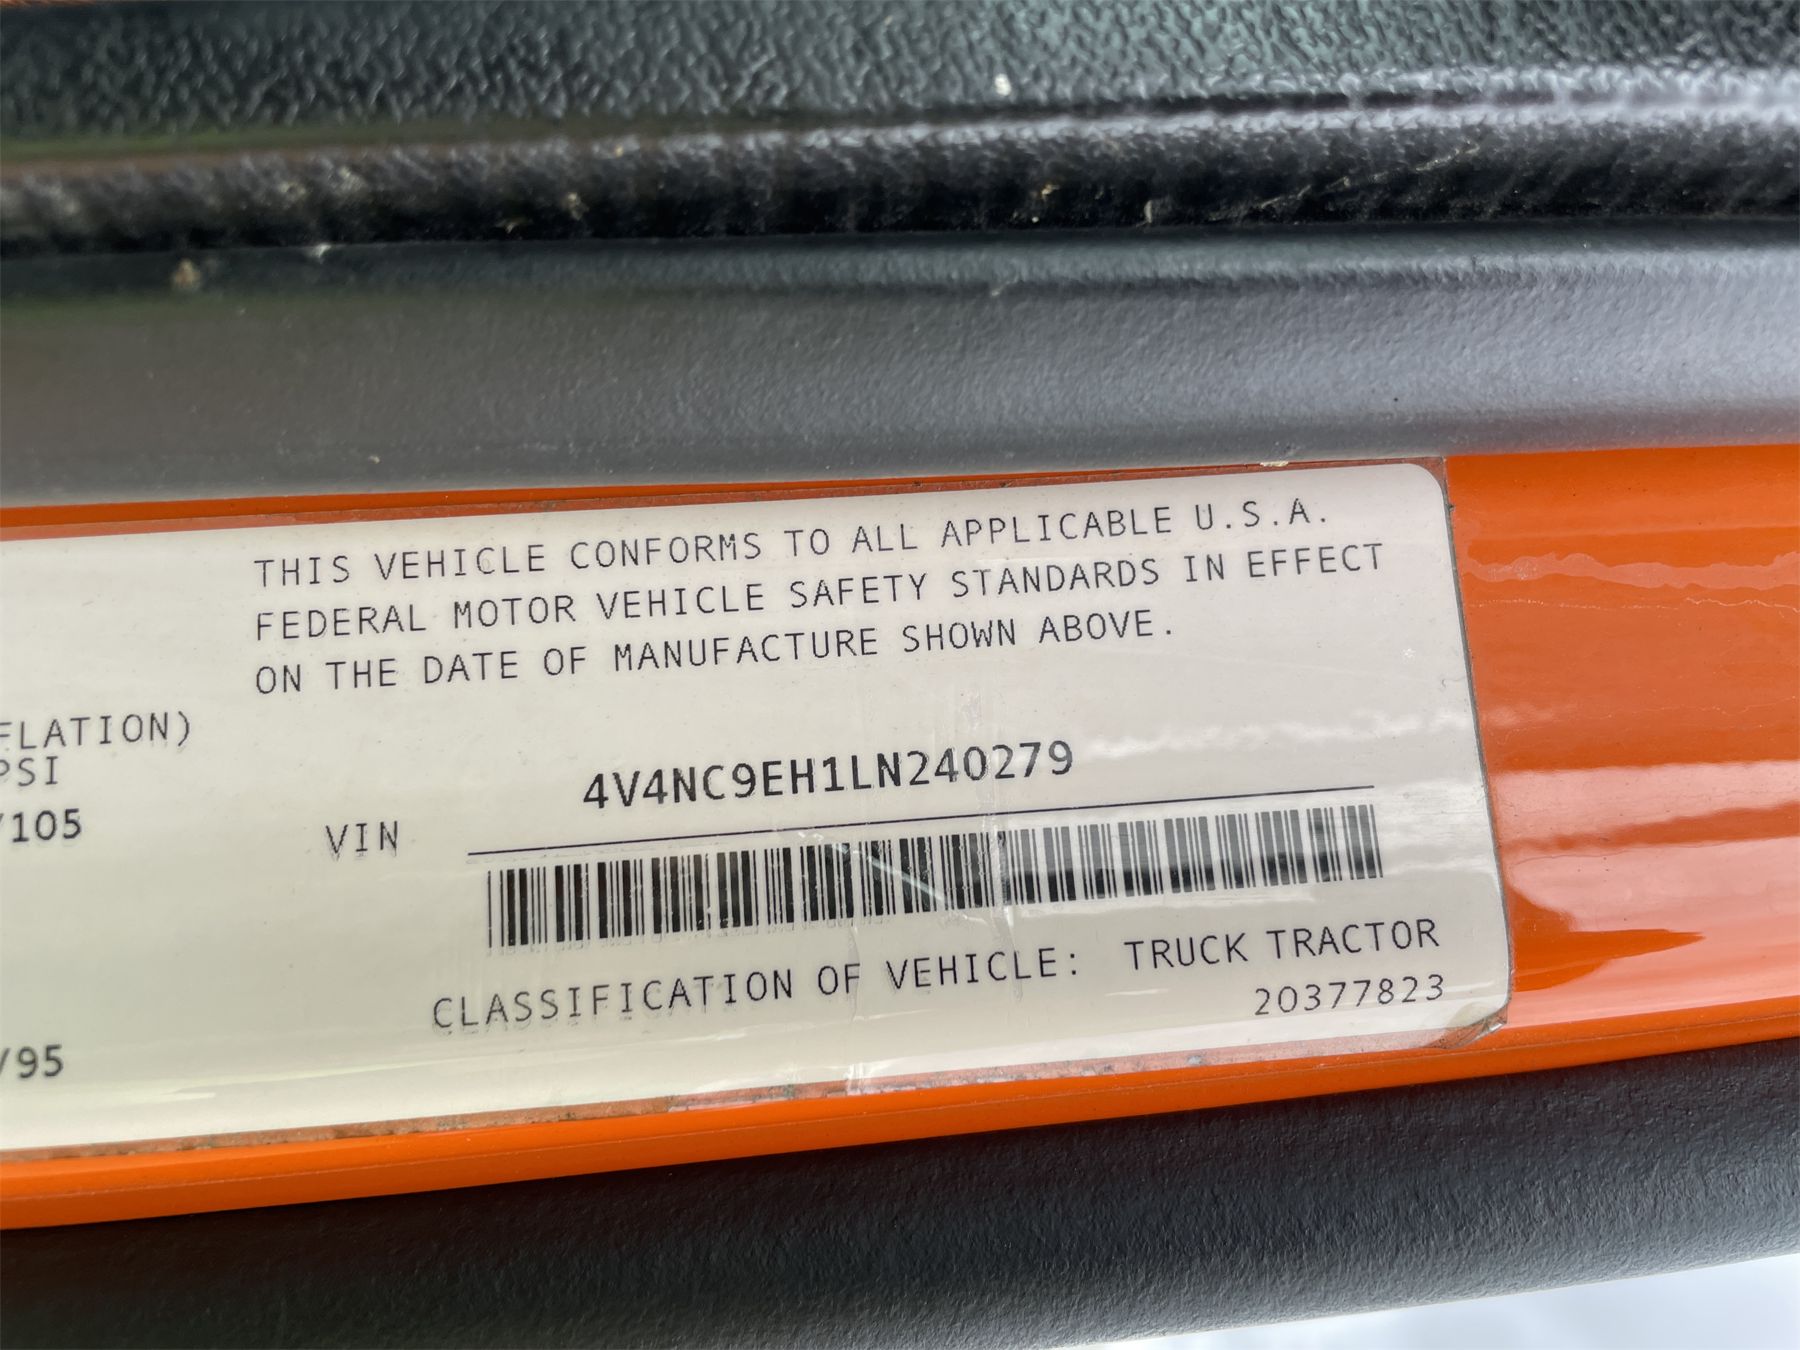 THIS VEHICLE CONFORMS TO ALL APPLICABLE U.S.A.
FEDERAL MOTOR VEHICLE SAFETY STANDARDS IN EFFECT
ON THE DATE OF MANUFACTURE SHOWN ABOVE.
FLATION)
PSI
/105
4V4NC9EH1LN240279
VIN
CLASSIFICATION OF VEHICLE: TRUCK TRACTOR
20377823
/95